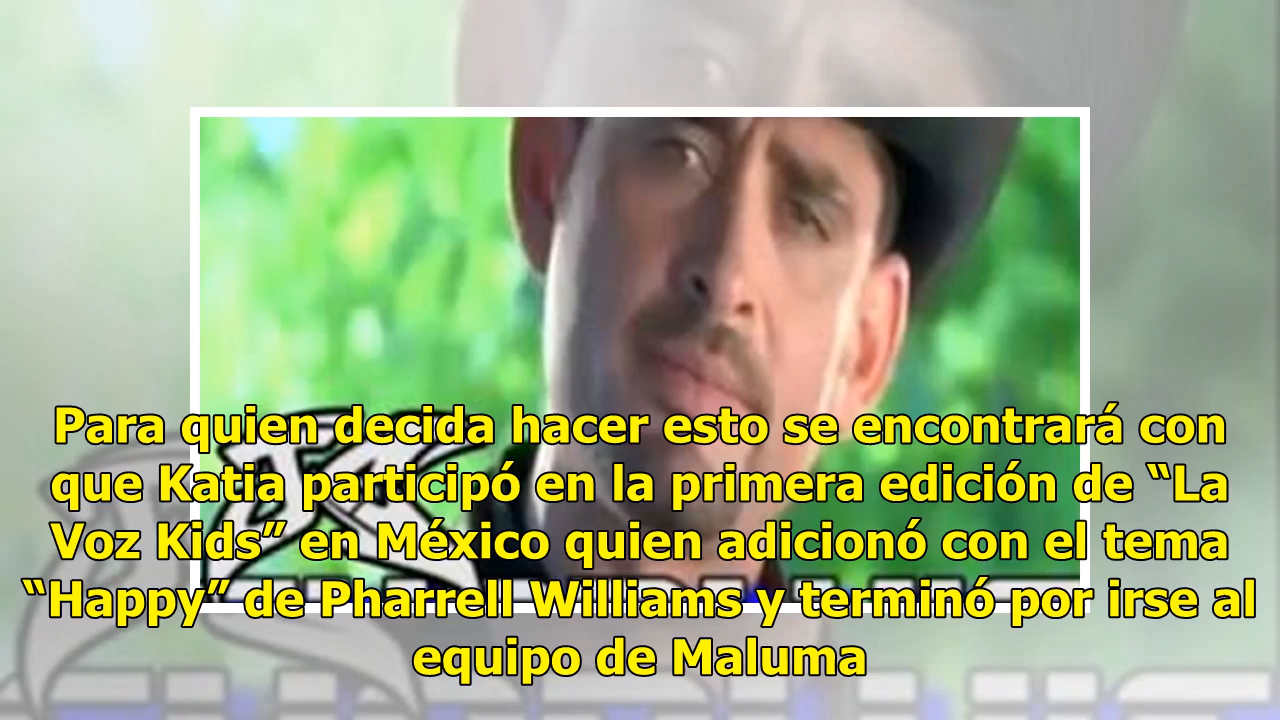 Para quien decida hacer esto se encontrará con
que Katia participó en la primera edición de “La
Voz Kids” en México quien adicionó con el tema
“Happy” de Pharrell Williams y terminó por irse al
equipo de Maluma